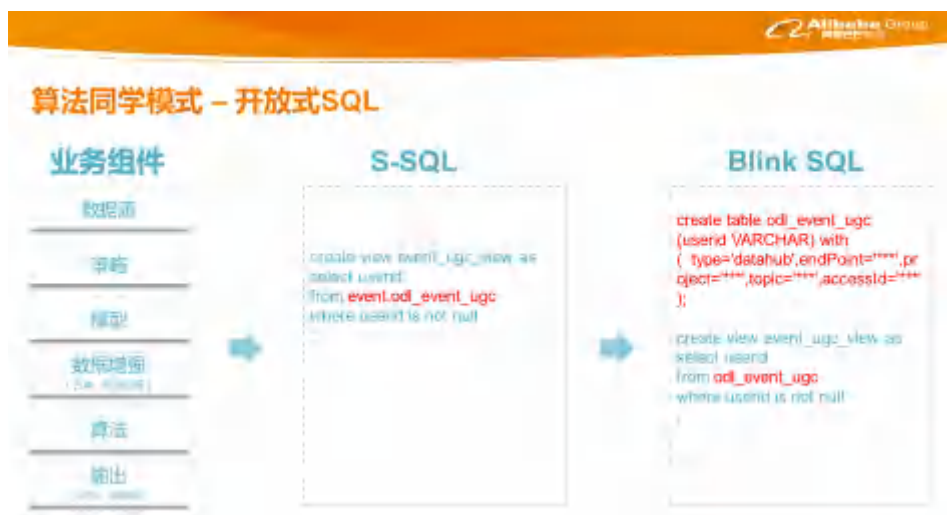 Alibaba Group
算法同学模式 – 开放式SQL
业务组件
数据源
策略
模型
数据增强
算法
输出
S-SQL
create view event_ugc_view as
select userid
from event.odl_event_ugc
where userid is not null
Blink SQL
create table odl_event_ugc
(userid VARCHAR) with
( type='datahub',endPoint='***',pr
oject='***',topic='***',accessId='***'
);
create view event_ugc_view as
select userid
from odl_event_ugc
where userid is not null
;